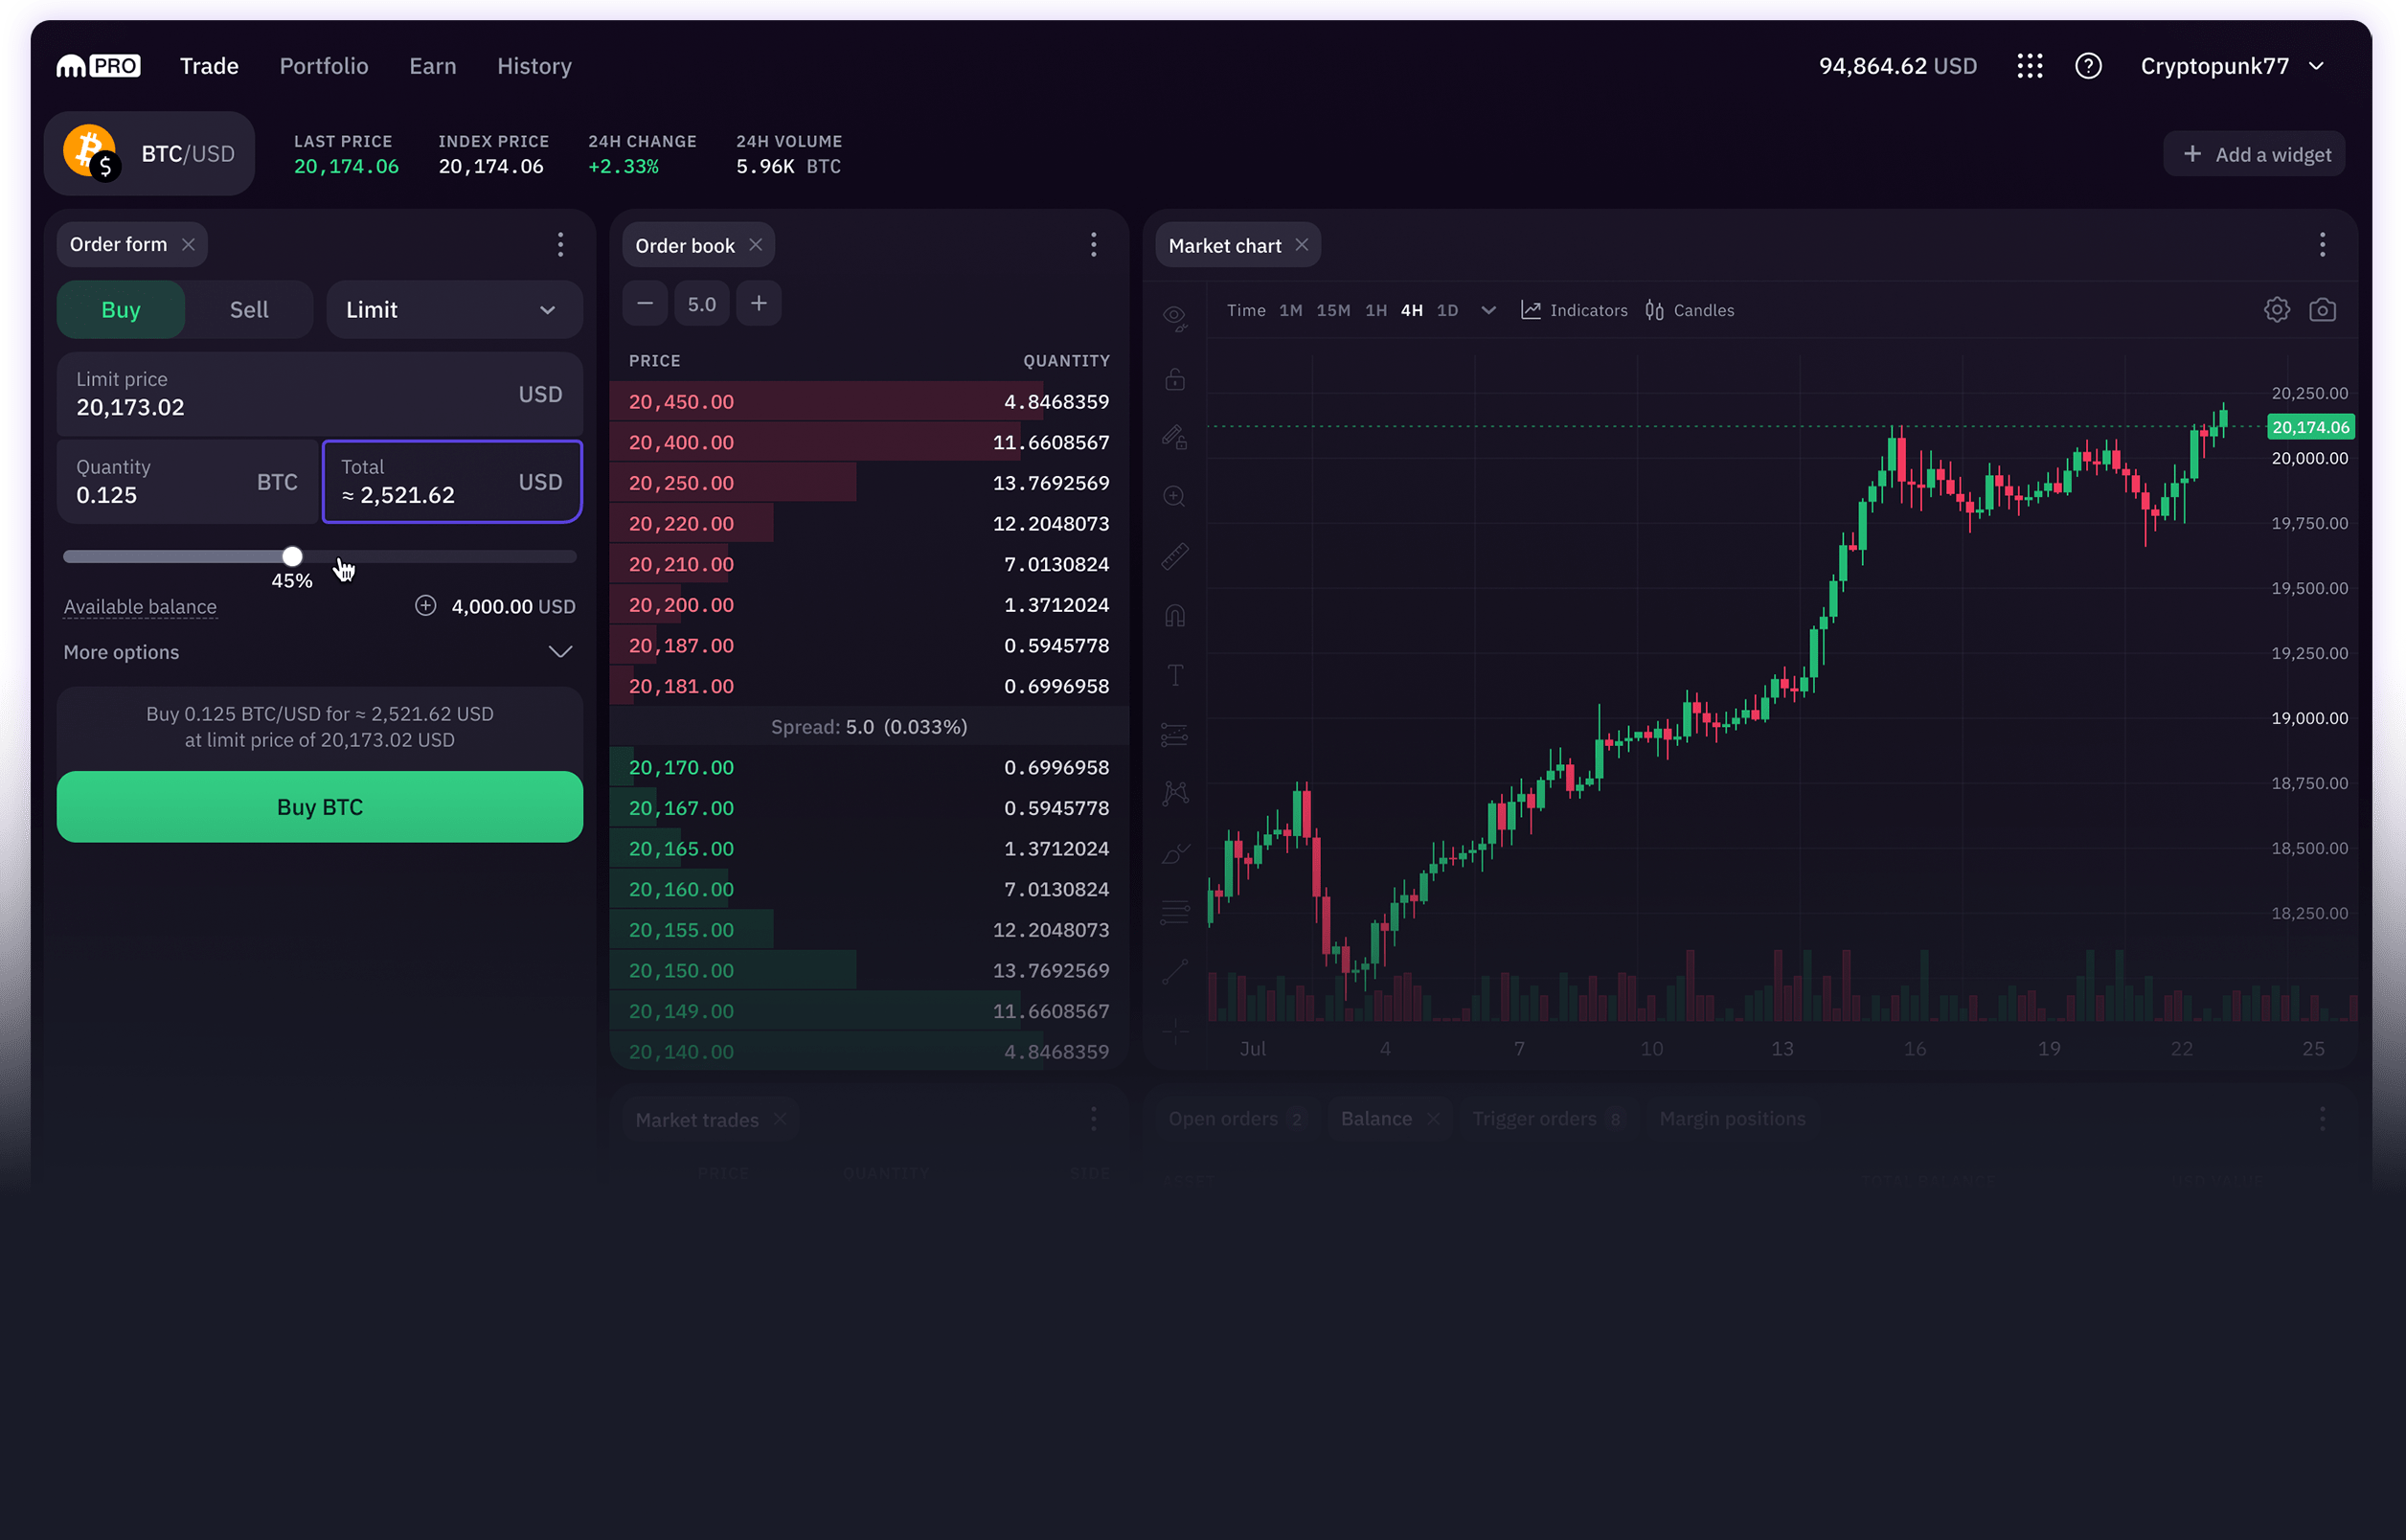 PRO Trade Portfolio Earn History 94,864.62 USD Cryptopunk77
BTC/USD
LAST PRICE INDEX PRICE 24H CHANGE 24H VOLUME
20,174.06 20,174.06 +2.33% 5.96K BTC
+ Add a widget
Order form
Buy Sell Limit
Limit price
20,173.02 USD
Quantity
0.125 BTC
Total
≈ 2,521.62 USD
45%
Available balance 4,000.00 USD
More options
Buy 0.125 BTC/USD for ≈ 2,521.62 USD
at limit price of 20,173.02 USD
Buy BTC
Order book
− 5.0 +
PRICE QUANTITY
20,450.00 4.8468359
20,400.00 11.6608567
20,250.00 13.7692569
20,220.00 12.2048073
20,210.00 7.0130824
20,200.00 1.3712024
20,187.00 0.5945778
20,181.00 0.6996958
Spread: 5.0 (0.033%)
20,170.00 0.6996958
20,167.00 0.5945778
20,165.00 1.3712024
20,160.00 7.0130824
20,155.00 12.2048073
20,150.00 13.7692569
20,149.00 11.6608567
20,140.00 4.8468359
Market chart
Time 1M 15M 1H 4H 1D Indicators Candles
20,250.00
20,174.06
20,000.00
19,750.00
19,500.00
19,250.00
19,000.00
18,750.00
18,500.00
18,250.00
Jul 4 7 10 13 16 19 22 25
Market trades
PRICE QUANTITY SIDE
Open orders 2 Balance Trigger orders 8 Margin positions